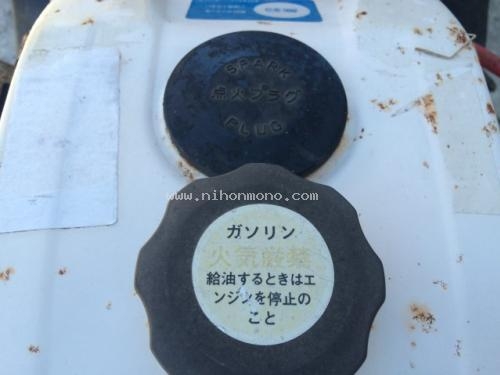 SPARK
点火プラグ
PLUG
www.nihonmono.com
ガソリン
火気厳禁
給油するときはエ
ンジンを停止の
こと